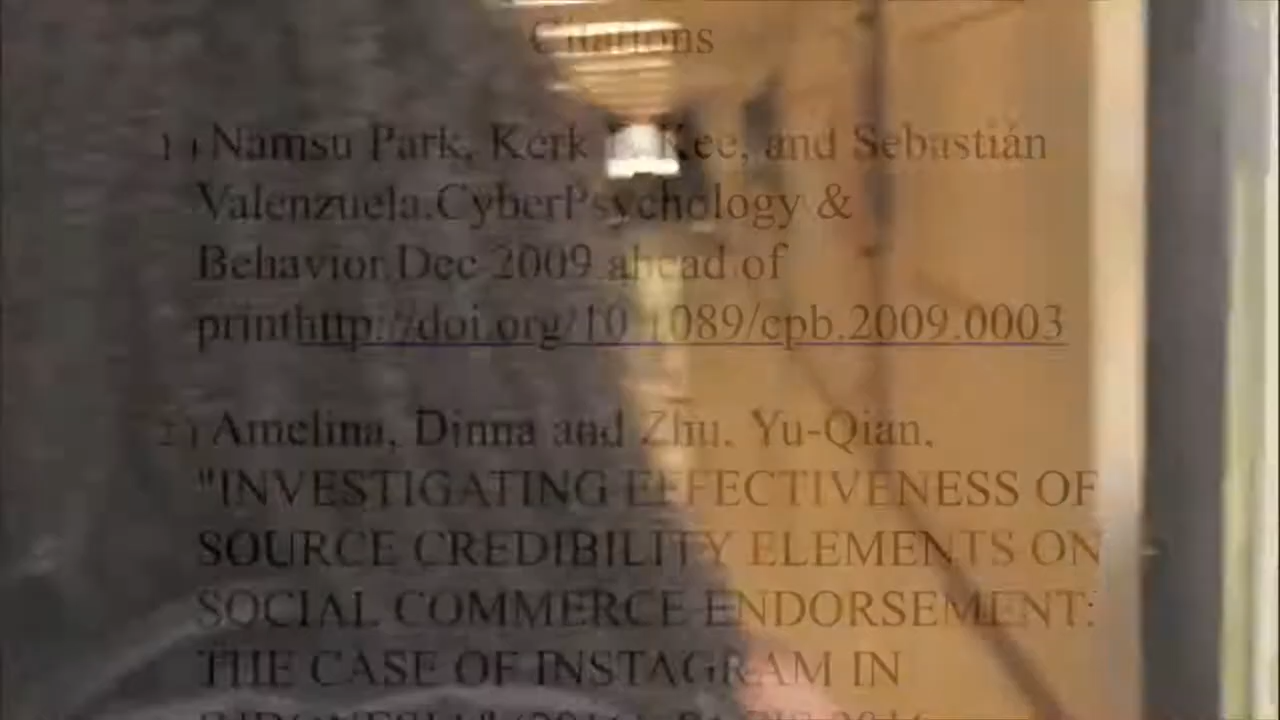 Citations
1) Namsu Park, Kerk F. Kee, and Sebastián
Valenzuela.CyberPsychology &
Behavior.Dec 2009.ahead of
printhttp://doi.org/10.1089/cpb.2009.0003
2) Amelina, Dinna and Zhu, Yu-Qian,
"INVESTIGATING EFFECTIVENESS OF
SOURCE CREDIBILITY ELEMENTS ON
SOCIAL COMMERCE ENDORSEMENT:
THE CASE OF INSTAGRAM IN